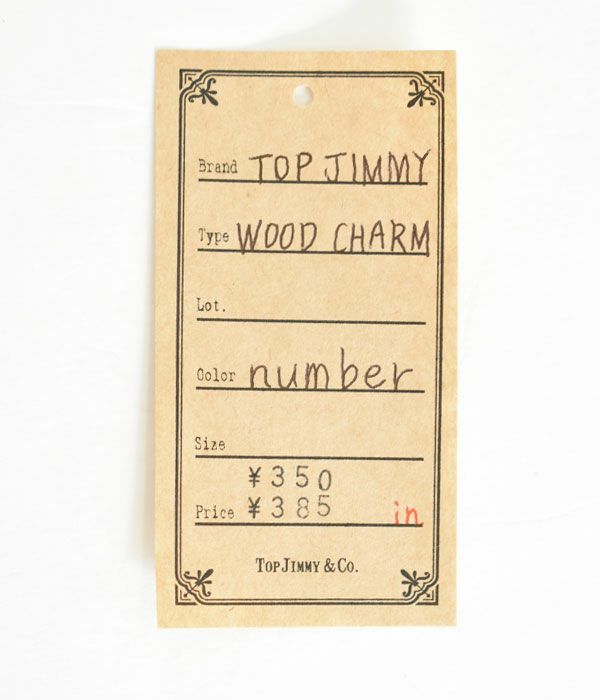 Brand TOP JIMMY
Type WOOD CHARM
Lot.
Color number
Size
¥350
Price ¥385 in
TOP JIMMY & CO.